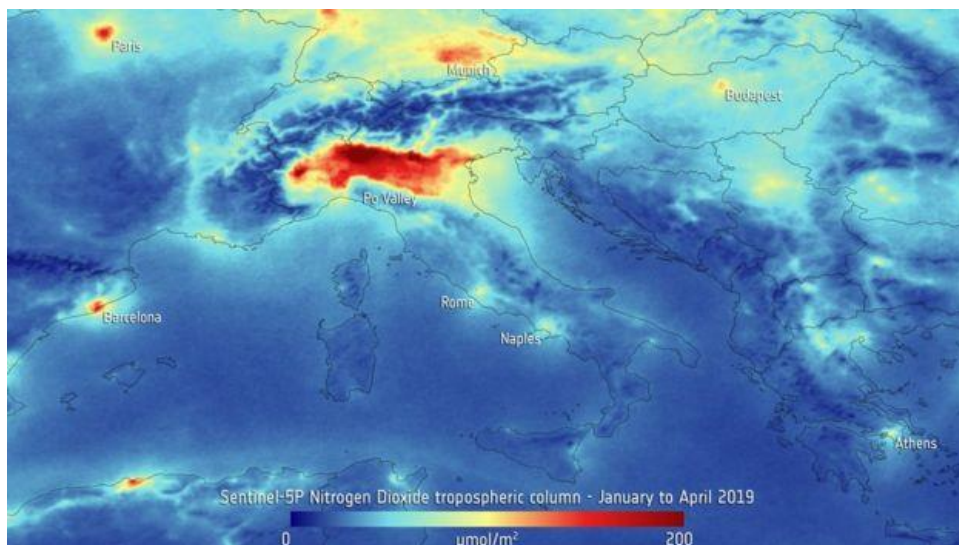 Paris
Munich
Budapest
Po Valley
Barcelona
Rome
Naples
Athens
Sentinel-5P Nitrogen Dioxide tropospheric column - January to April 2019
0 μmol/m² 200